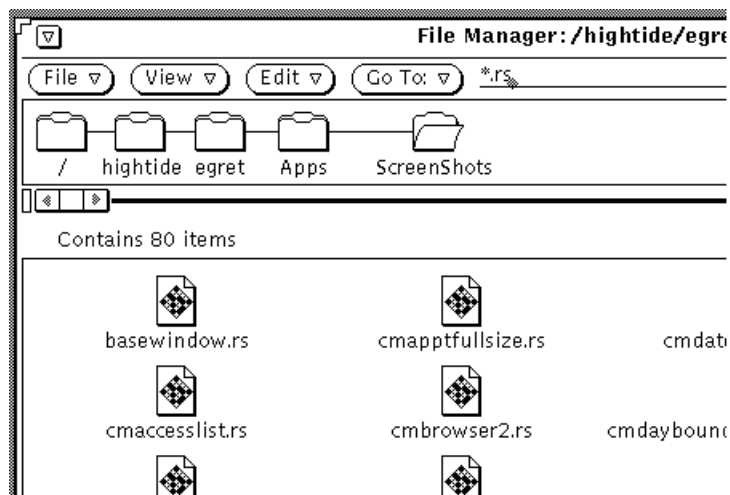 File Manager: /hightide/egre
File View Edit Go To: *.rs
/ hightide egret Apps ScreenShots
Contains 80 items
basewindow.rs cmapptfullsize.rs cmdat
cmaccesslist.rs cmbrowser2.rs cmdayboun